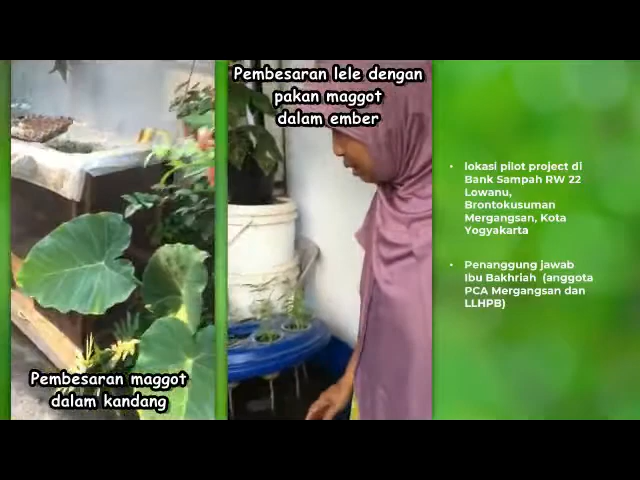 Pembesaran maggot
dalam kandang
Pembesaran lele dengan
pakan maggot
dalam ember
• lokasi pilot project di
Bank Sampah RW 22
Lowanu,
Brontokusuman
Mergangsan, Kota
Yogyakarta
• Penanggung jawab
Ibu Bakhriah (anggota
PCA Mergangsan dan
LLHPB)